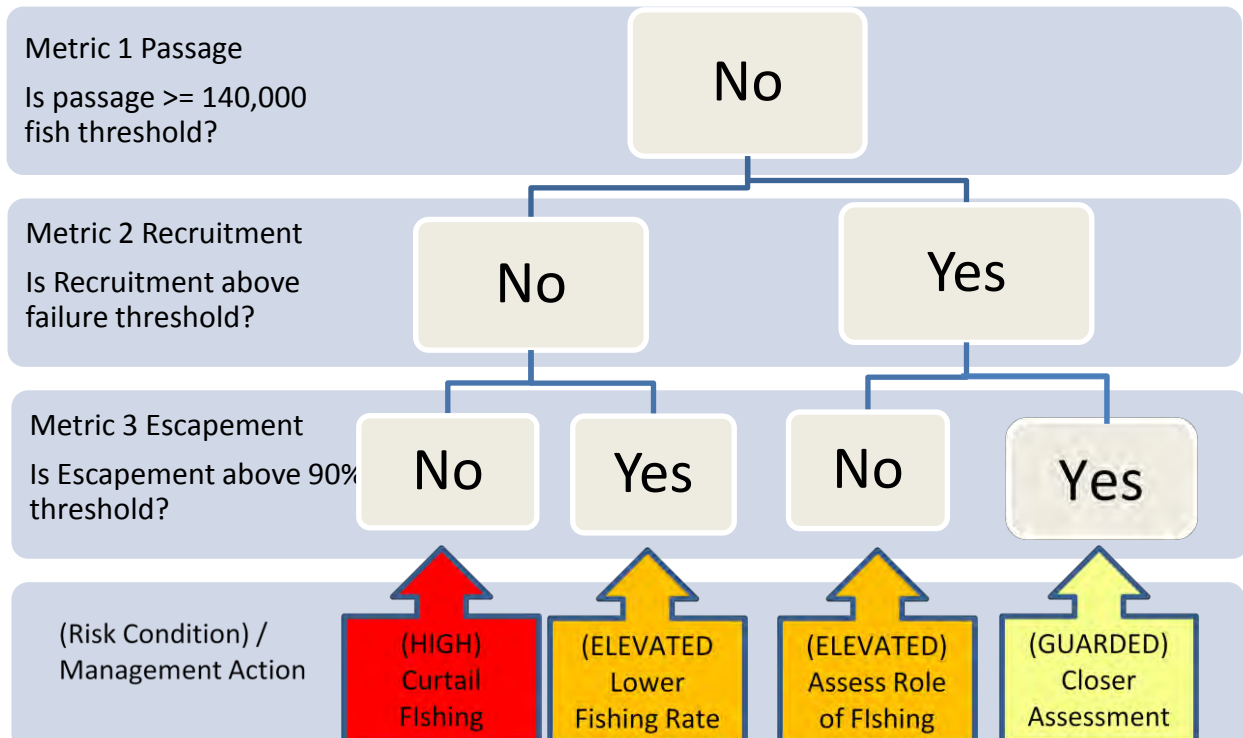 Metric 1 Passage
Is passage >= 140,000
fish threshold?
No
Metric 2 Recruitment
Is Recruitment above
failure threshold?
No
Yes
Metric 3 Escapement
Is Escapement above 90%
threshold?
No
Yes
No
Yes
(Risk Condition) /
Management Action
(HIGH)
Curtail
FIshing
(ELEVATED
Lower
Fishing Rate
(ELEVATED)
Assess Role
of FIshing
(GUARDED)
Closer
Assessment